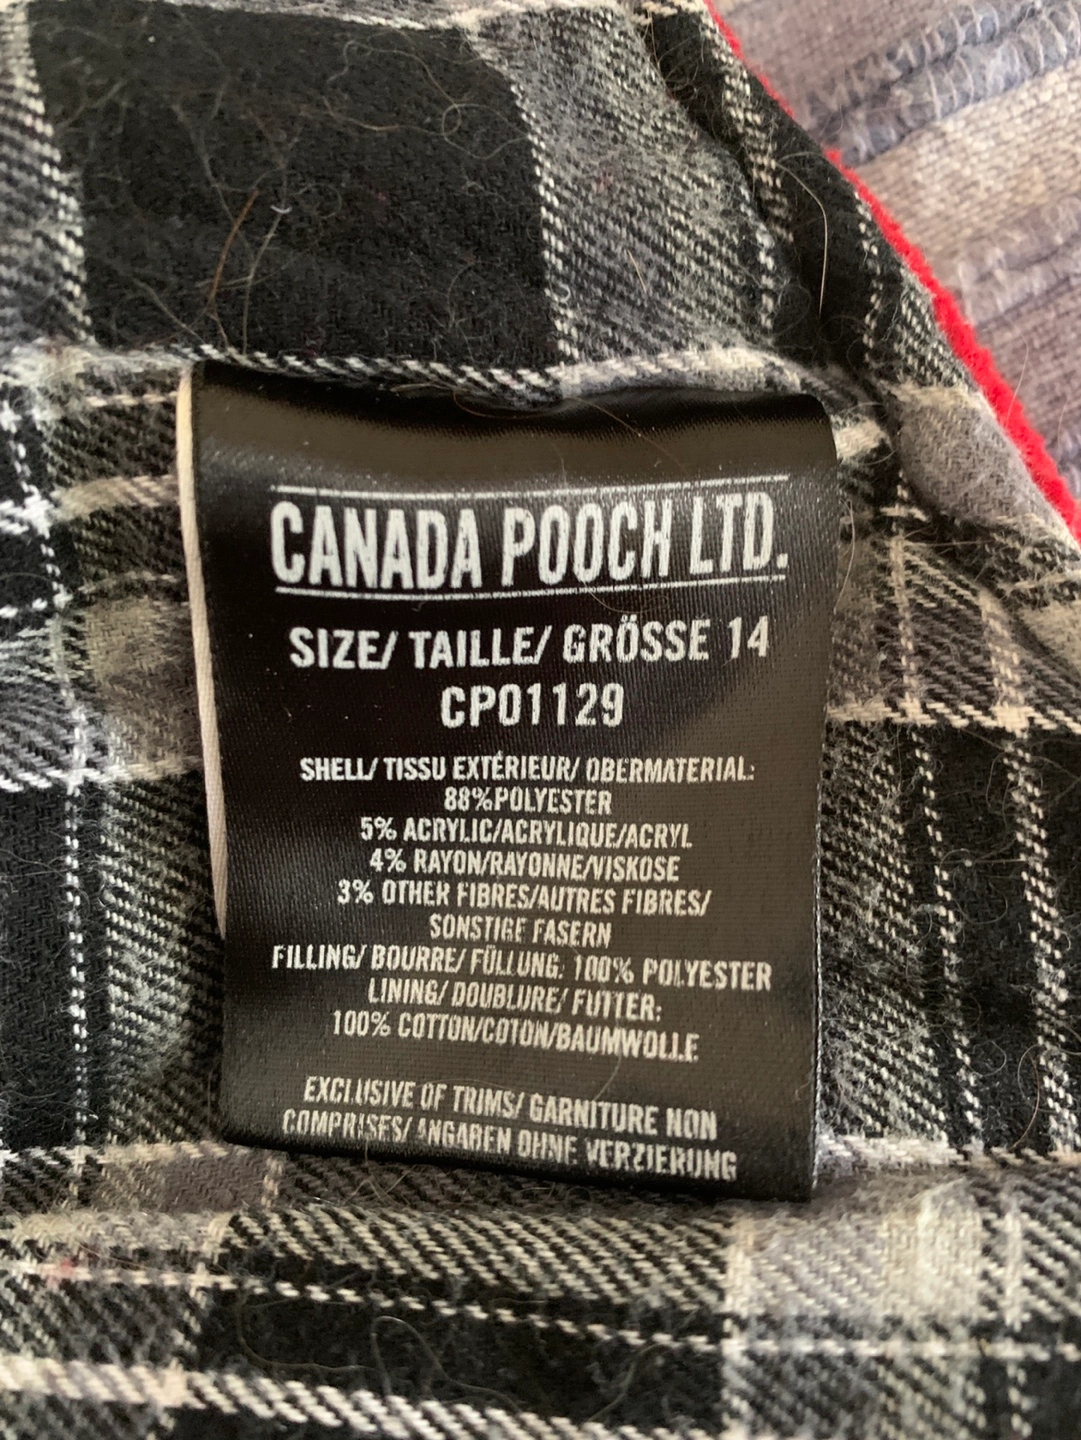 CANADA POOCH LTD.
SIZE/ TAILLE/ GRÖSSE 14
CP01129
SHELL/ TISSU EXTÉRIEUR/ OBERMATERIAL:
88%POLYESTER
5% ACRYLIC/ACRYLIQUE/ACRYL
4% RAYON/RAYONNE/VISKOSE
3% OTHER FIBRES/AUTRES FIBRES/
SONSTIGE FASERN
FILLING/ BOURRE/ FÜLLUNG: 100% POLYESTER
LINING/ DOUBLURE/ FUTTER:
100% COTTON/COTON/BAUMWOLLE
EXCLUSIVE OF TRIMS/ GARNITURE NON
COMPRISES/ ANGABEN OHNE VERZIERUNG